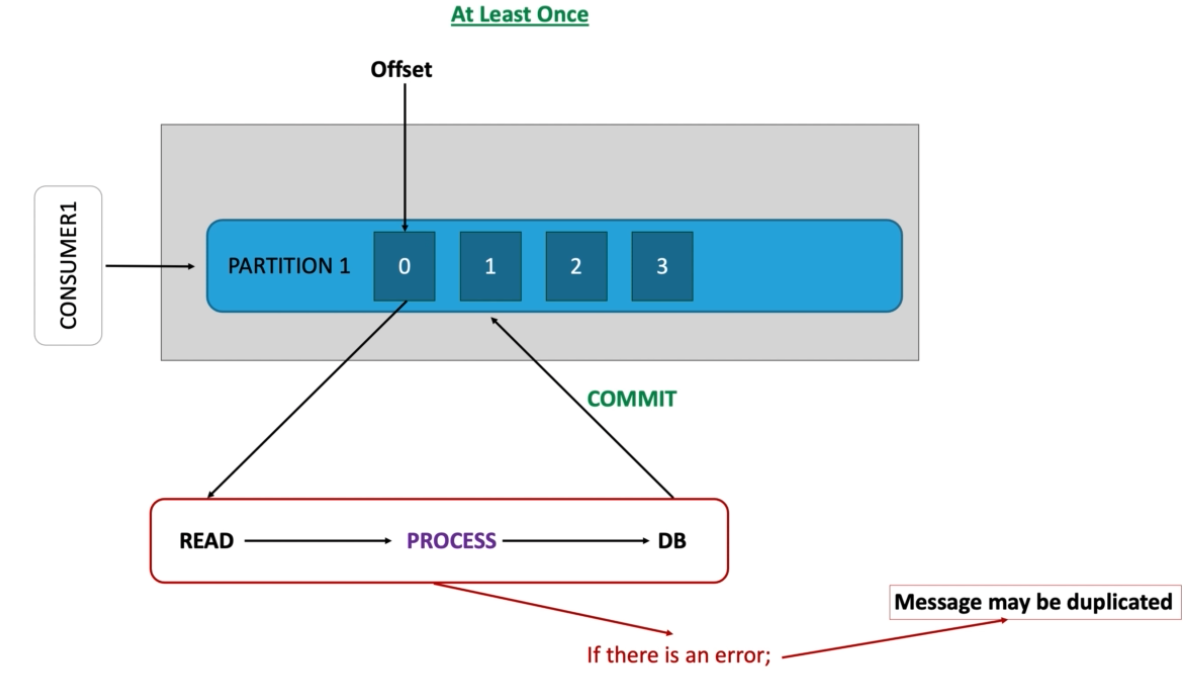 At Least Once
Offset
CONSUMER1
PARTITION 1
0
1
2
3
COMMIT
READ
PROCESS
DB
Message may be duplicated
If there is an error;